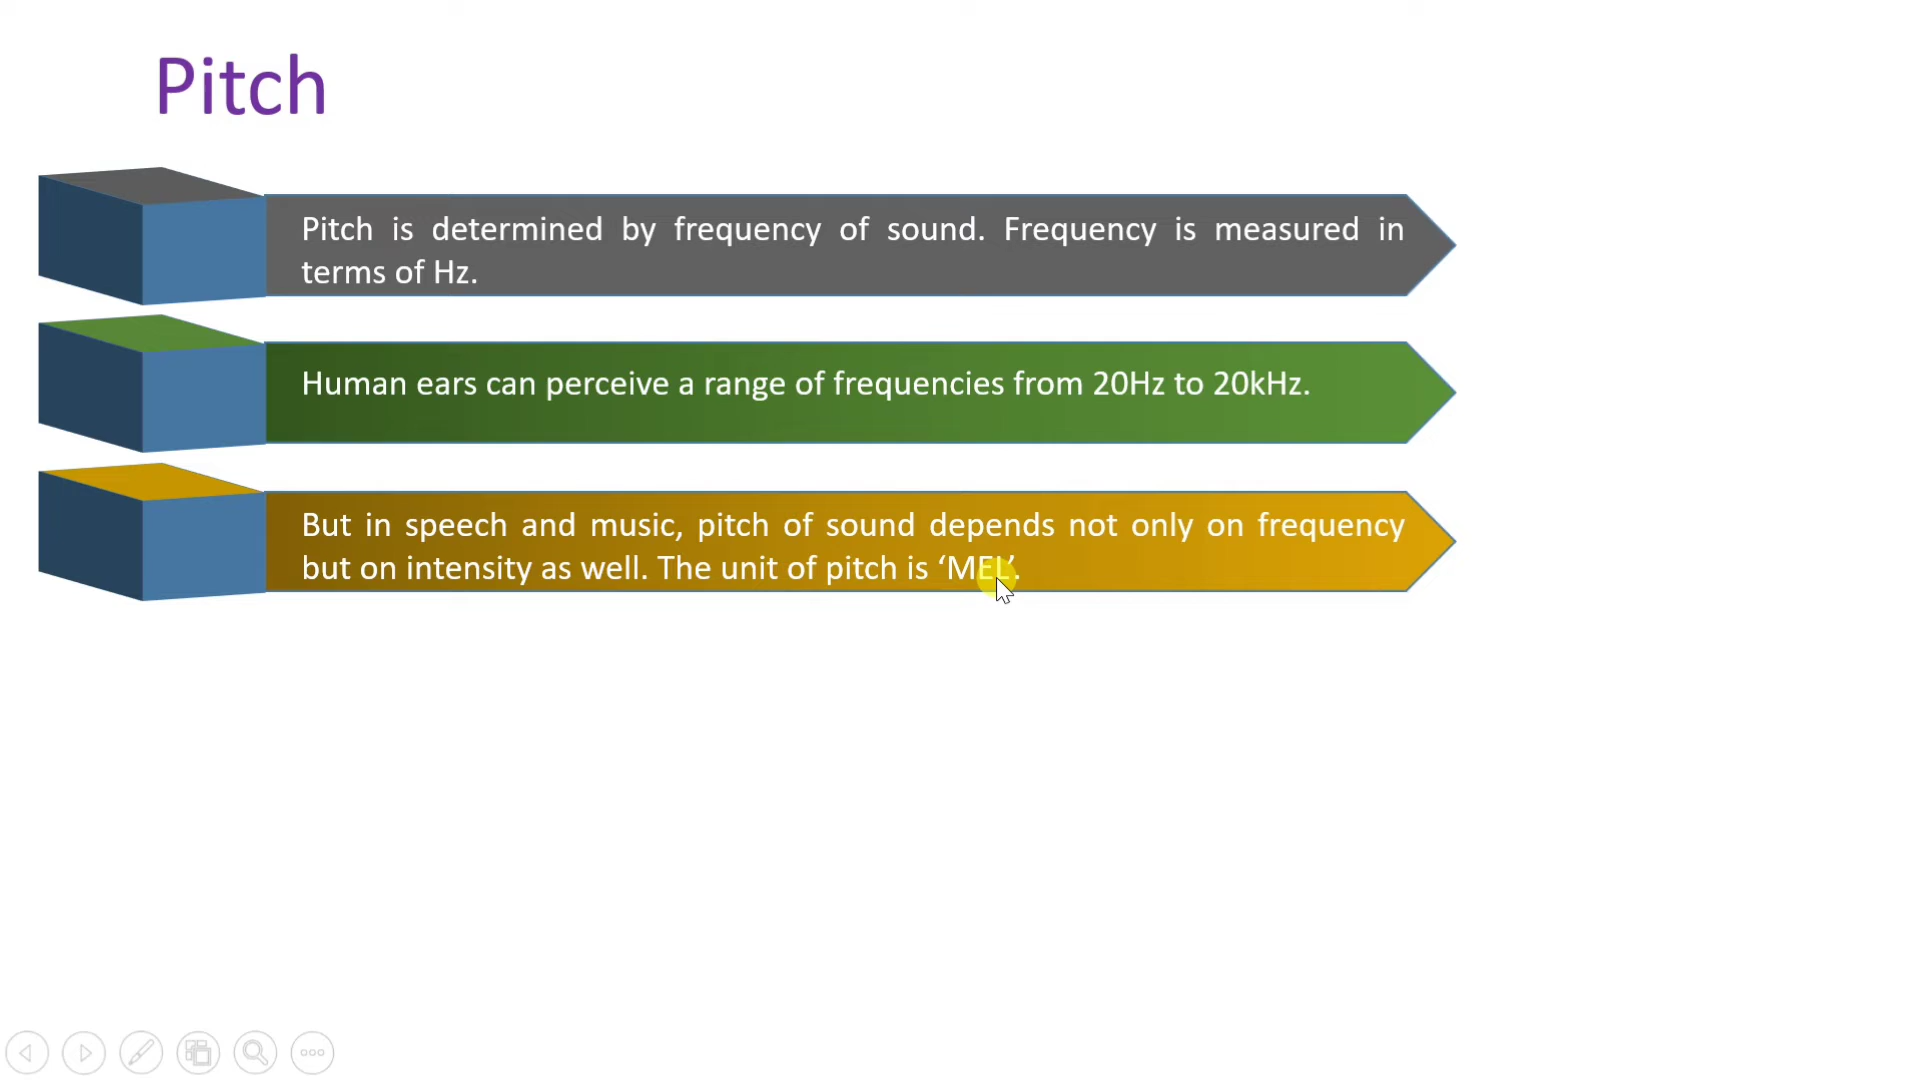 Pitch
Pitch is determined by frequency of sound. Frequency is measured in
terms of Hz.
Human ears can perceive a range of frequencies from 20Hz to 20kHz.
But in speech and music, pitch of sound depends not only on frequency
but on intensity as well. The unit of pitch is ‘MEL’.